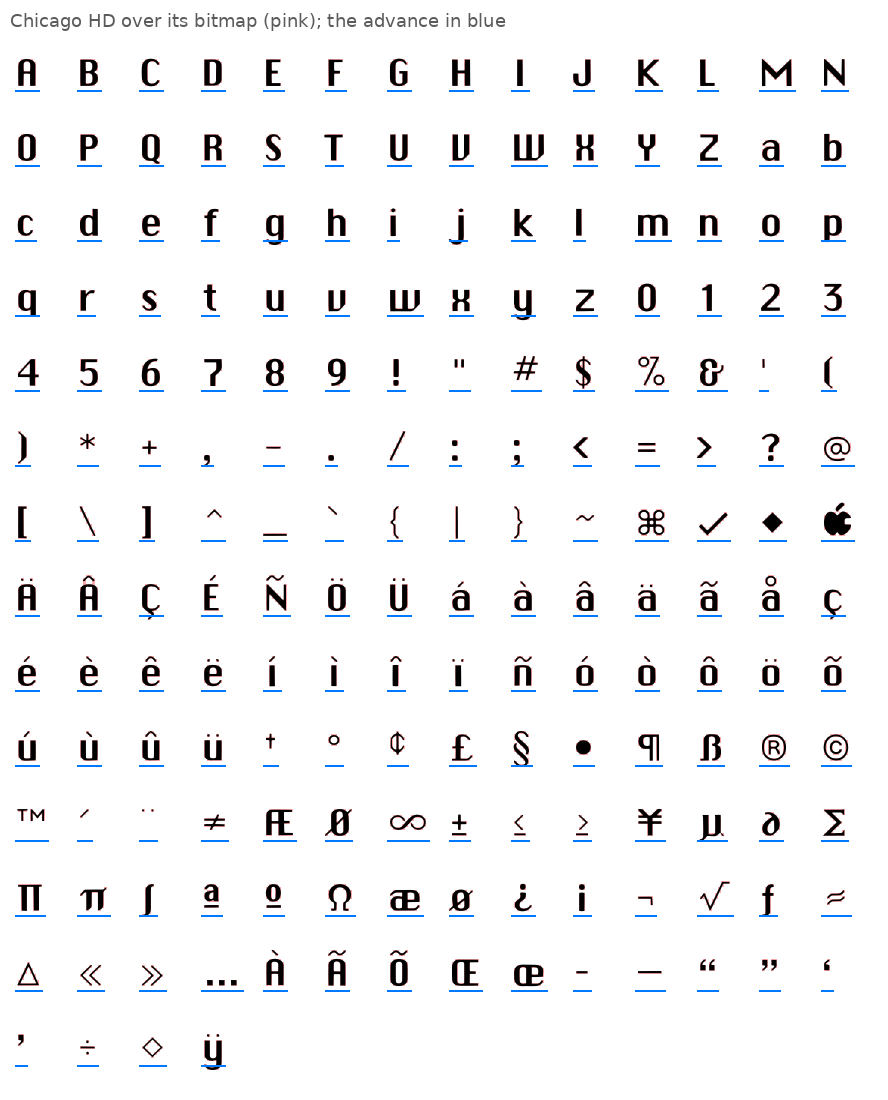 Chicago HD over its bitmap (pink); the advance in blue
A B C D E F G H I J K L M N
O P Q R S T U V W X Y Z a b
c d e f g h i j k l m n o p
q r s t u v w x y z 0 1 2 3
4 5 6 7 8 9 ! " # $ % & ' (
) * + , - . / : ; < = > ? @
[ \ ] ^ _ ` { | } ~ ⌘ ✓ ◆ 
Ä Â Ç É Ñ Ö Ü á à â ä ã å ç
é è ê ë í ì î ï ñ ó ò ô ö õ
ú ù û ü † ° ¢ £ § • ¶ ß ® ©
™ ´ ¨ ≠ Æ Ø ∞ ± ≤ ≥ ¥ µ ∂ Σ
Π π ∫ ª º Ω æ ø ¿ ¡ ¬ √ ƒ ≈
∆ « » … À Ã Õ Œ œ – — “ ” ‘
’ ÷ ◊ ÿ